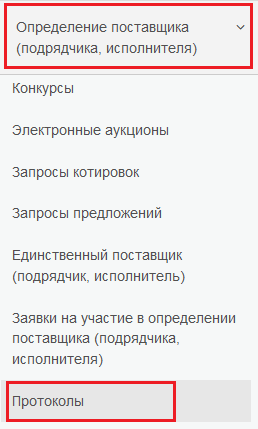 Определение поставщика
(подрядчика, исполнителя)
Конкурсы
Электронные аукционы
Запросы котировок
Запросы предложений
Единственный поставщик
(подрядчик, исполнитель)
Заявки на участие в определении
поставщика (подрядчика,
исполнителя)
Протоколы